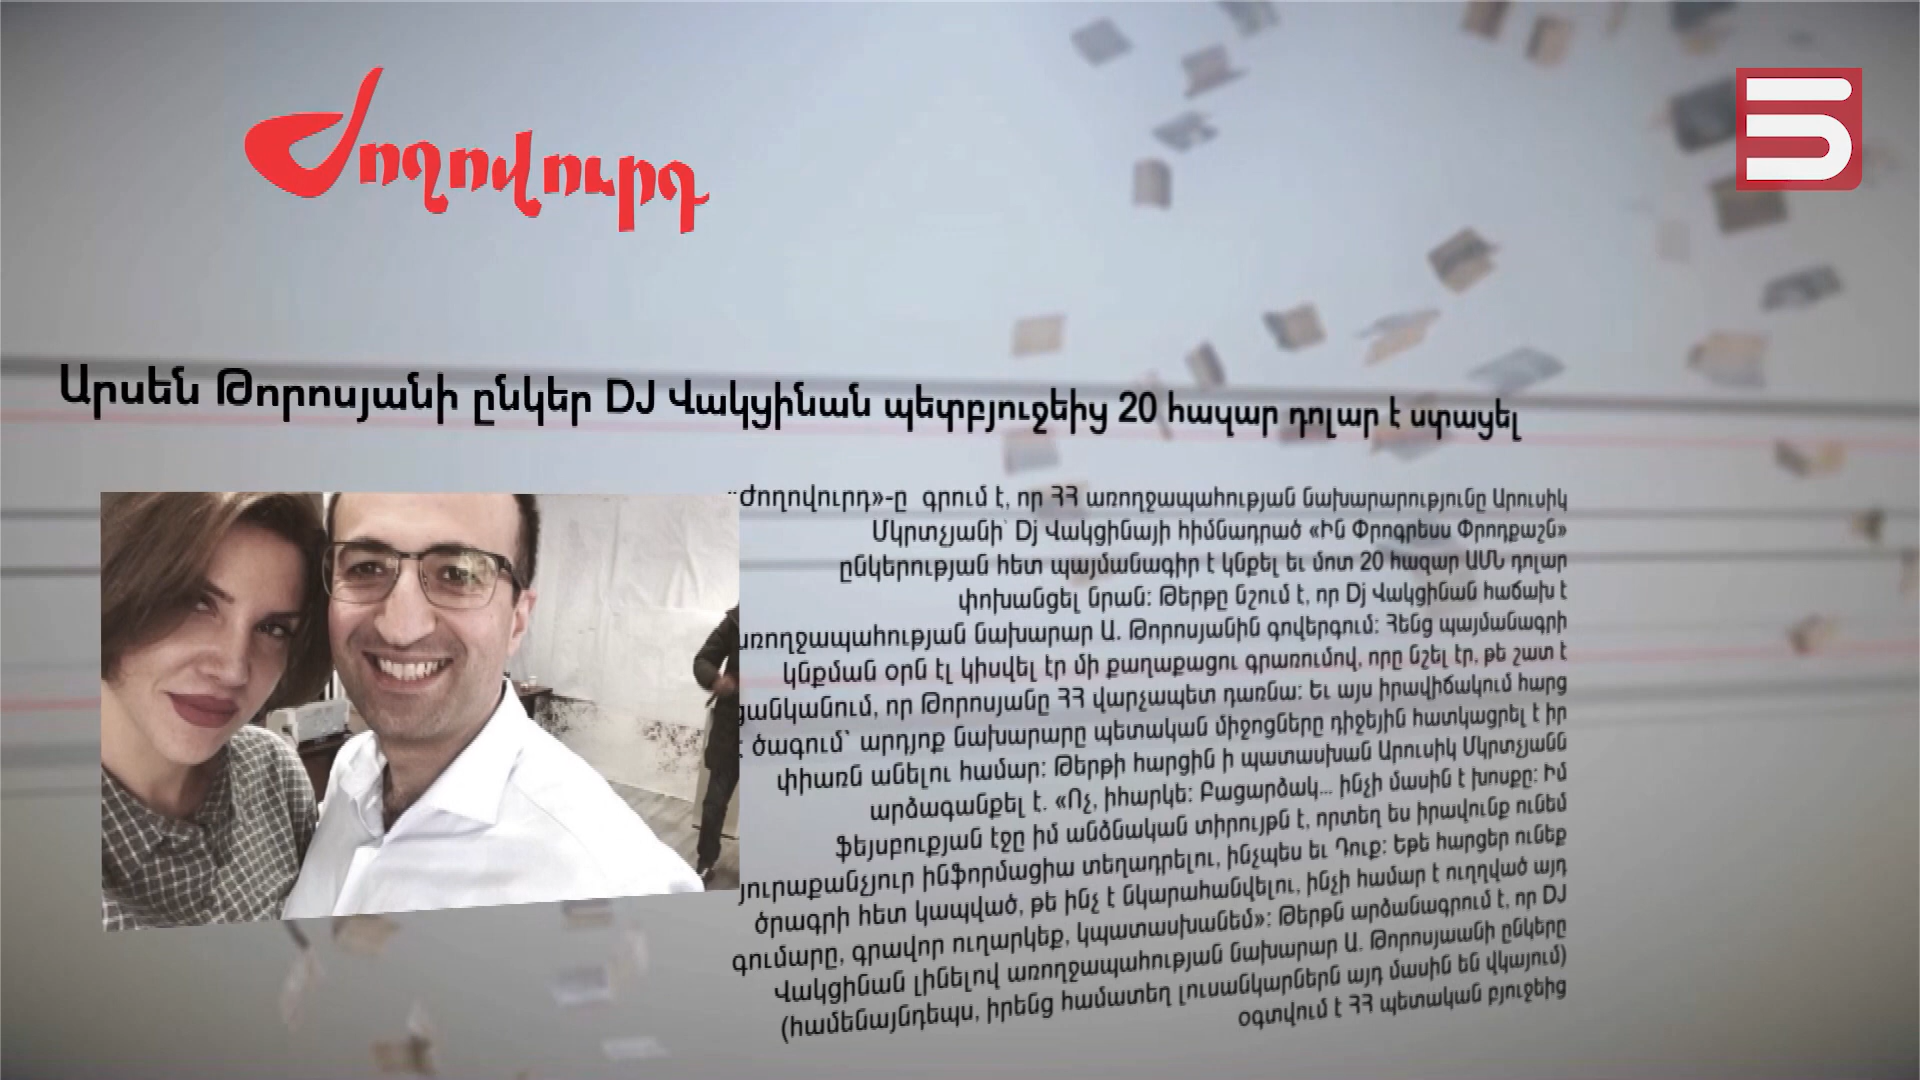 Ժողովուրդ
Արսեն Թորոսյանի ընկեր DJ Վակցինան պետբյուջեից 20 հազար դոլար է ստացել
«Ժողովուրդ»-ը գրում է, որ ՀՀ առողջապահության նախարարությունը Արուսիկ
Մկրտչյանի՝ Dj Վակցինայի հիմնադրած «Ին Փրոգրեսս Փրոդքաշն»
ընկերության հետ պայմանագիր է կնքել եւ մոտ 20 հազար ԱՄՆ դոլար
փոխանցել նրան: Թերթը նշում է, որ Dj Վակցինան հաճախ է
առողջապահության նախարար Ա. Թորոսյանին գովերգում: Հենց պայմանագրի
կնքման օրն էլ կիսվել էր մի քաղաքացու գրառումով, որը նշել էր, թե շատ է
ցանկանում, որ Թորոսյանը ՀՀ վարչապետ դառնա: Եւ այս իրավիճակում հարց
է ծագում՝ արդյոք նախարարը պետական միջոցները դիջեյին հատկացրել է իր
փիառն անելու համար: Թերթի հարցին ի պատասխան Արուսիկ Մկրտչյանն
արձագանքել է. «Ոչ, իհարկե: Բացարձակ... ինչի մասին է խոսքը: Իմ
ֆեյսբուքյան էջը իմ անձնական տիրույթն է, որտեղ ես իրավունք ունեմ
յուրաքանչյուր ինֆորմացիա տեղադրելու, ինչպես եւ Դուք: Եթե հարցեր ունեք
ծրագրի հետ կապված, թե ինչ է նկարահանվելու, ինչի համար է ուղղված այդ
գումարը, գրավոր ուղարկեք, կպատասխանեմ»: Թերթն արձանագրում է, որ DJ
Վակցինան լինելով առողջապահության նախարար Ա. Թորոսյաանի ընկերը
(համենայնդեպս, իրենց համատեղ լուսանկարներն այդ մասին են վկայում)
օգտվում է ՀՀ պետական բյուջեից